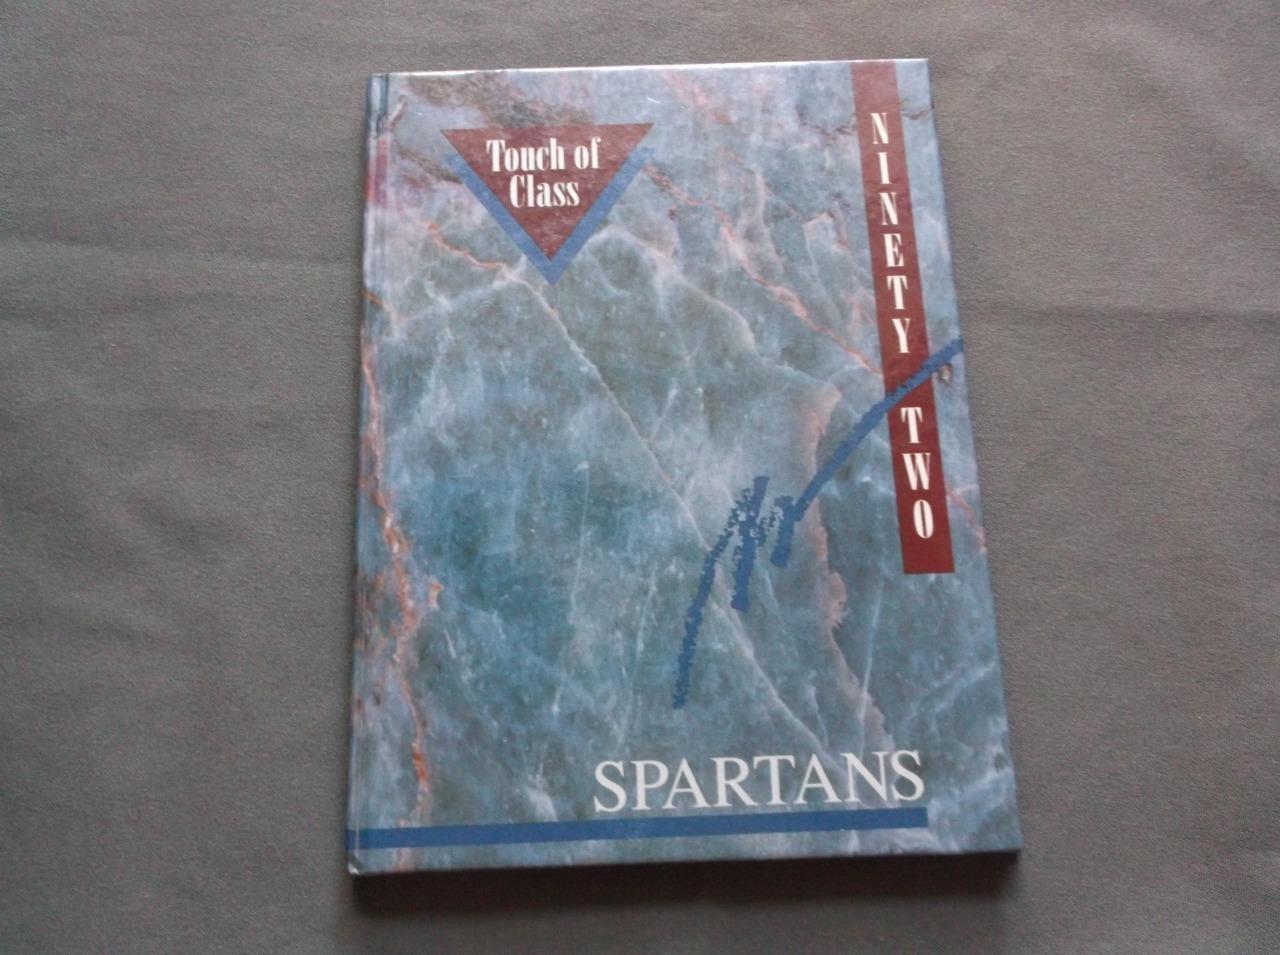 Touch of
Class
NINETY TWO
SPARTANS